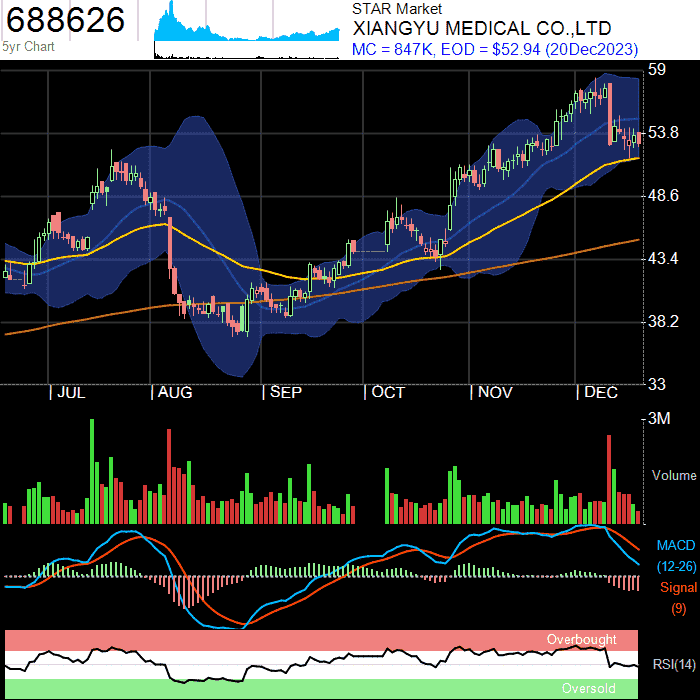 688626
5yr Chart
STAR Market
XIANGYU MEDICAL CO.,LTD
MC = 847K, EOD = $52.94 (20Dec2023)
59
53.8
48.6
43.4
38.2
33
| JUL | AUG | SEP | OCT | NOV | DEC
3M
Volume
MACD
(12-26)
Signal
(9)
Overbought
RSI(14)
Oversold